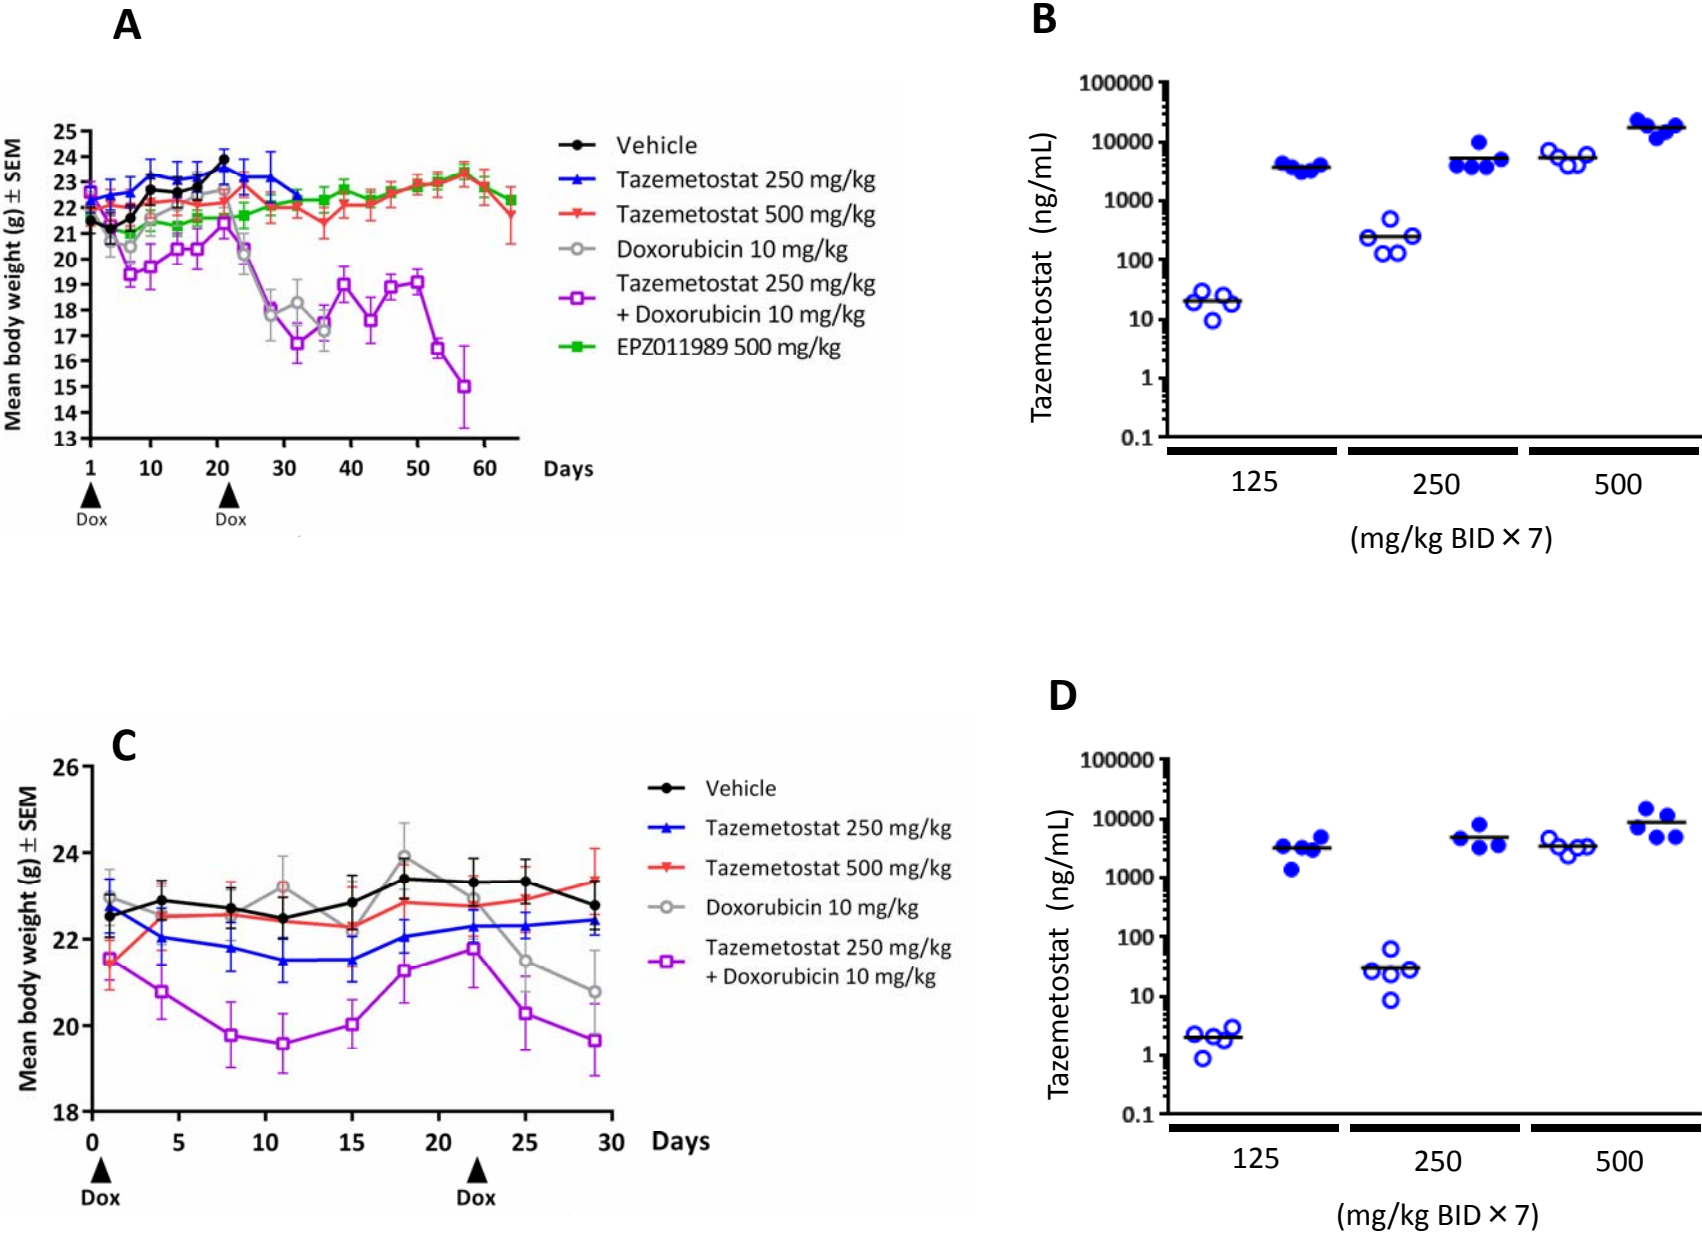 A
Mean body weight (g) ± SEM
25
24
23
22
21
20
19
18
17
16
15
14
13
1 10 20 30 40 50 60 Days
Dox Dox
Vehicle
Tazemetostat 250 mg/kg
Tazemetostat 500 mg/kg
Doxorubicin 10 mg/kg
Tazemetostat 250 mg/kg
+ Doxorubicin 10 mg/kg
EPZ011989 500 mg/kg
B
Tazemetostat (ng/mL)
100000
10000
1000
100
10
1
0.1
125 250 500
(mg/kg BID × 7)
C
Mean body weight (g) ± SEM
26
24
22
20
18
0 5 10 15 20 25 30 Days
Dox Dox
Vehicle
Tazemetostat 250 mg/kg
Tazemetostat 500 mg/kg
Doxorubicin 10 mg/kg
Tazemetostat 250 mg/kg
+ Doxorubicin 10 mg/kg
D
Tazemetostat (ng/mL)
100000
10000
1000
100
10
1
0.1
125 250 500
(mg/kg BID × 7)